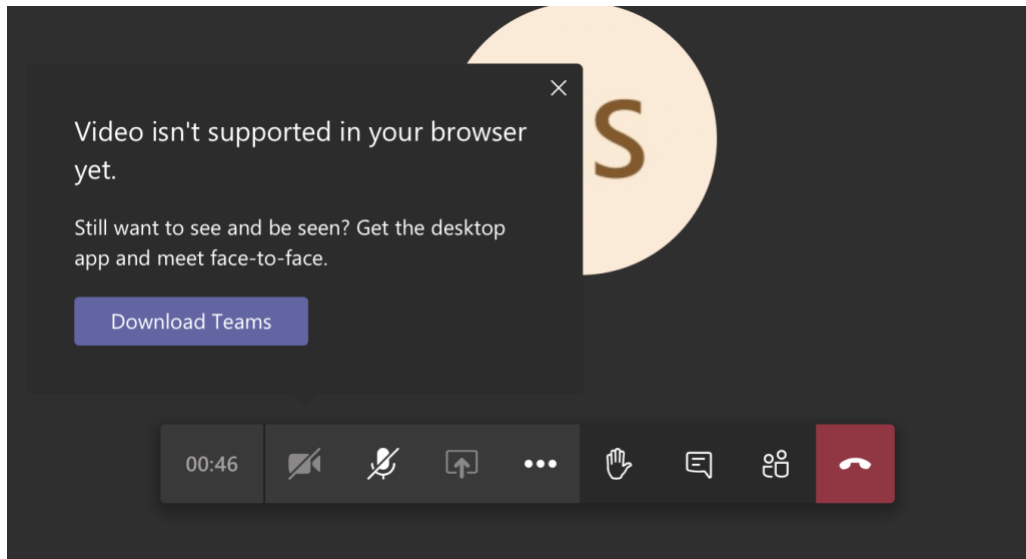 S
Video isn't supported in your browser
yet.
Still want to see and be seen? Get the desktop
app and meet face-to-face.
Download Teams
00:46